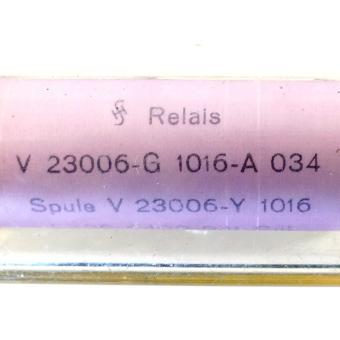 Relais
V 23006-G 1016-A 034
Spule V 23006-Y 1016